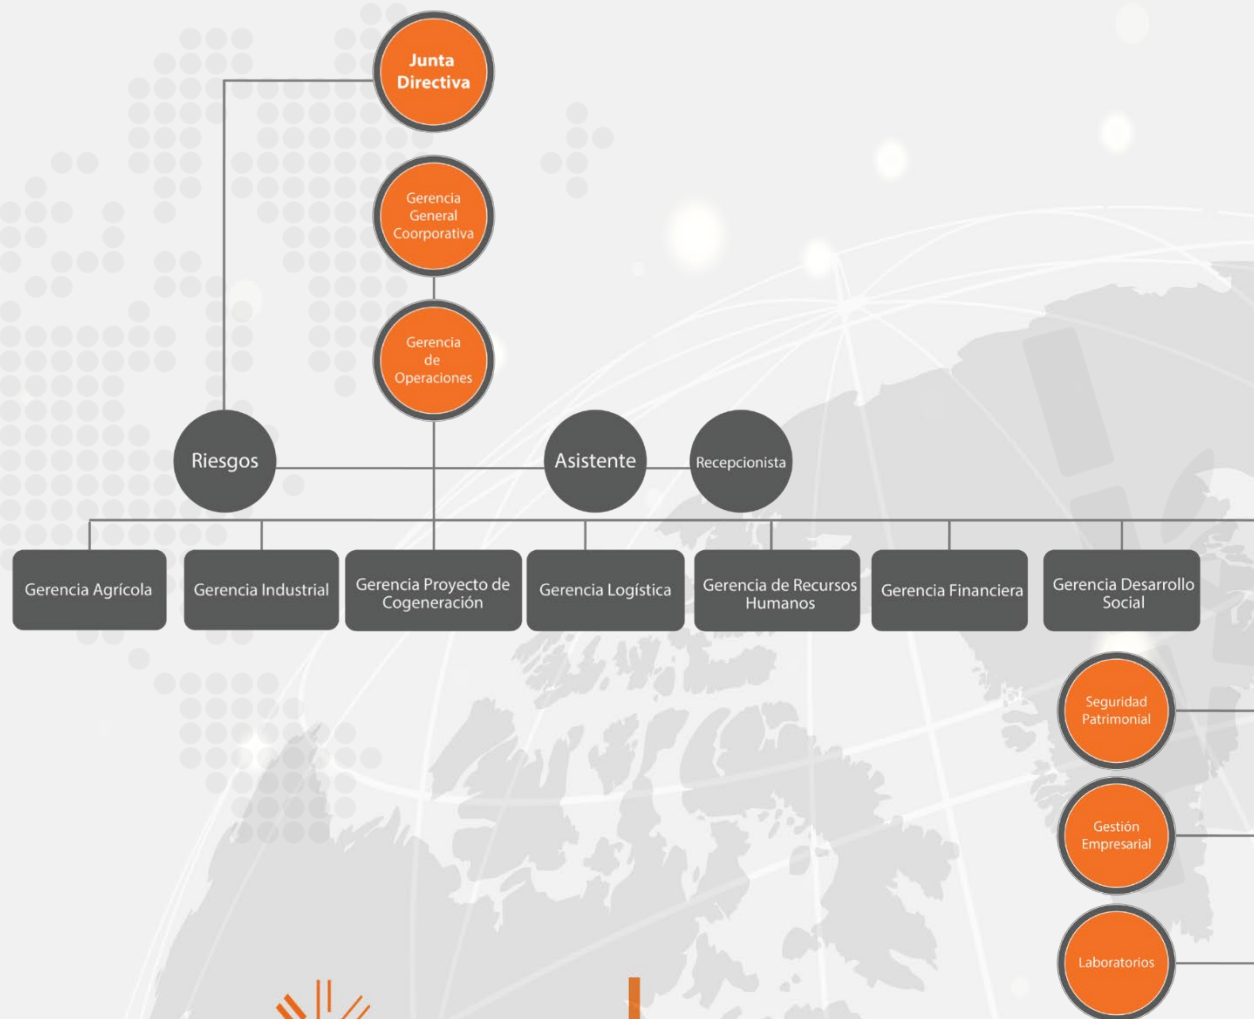 Junta
Directiva
Gerencia
General
Coorporativa
Gerencia
de
Operaciones
Riesgos
Asistente
Recepcionista
Gerencia Agrícola
Gerencia Industrial
Gerencia Proyecto de
Cogeneración
Gerencia Logística
Gerencia de Recursos
Humanos
Gerencia Financiera
Gerencia Desarrollo
Social
Seguridad
Patrimonial
Gestión
Empresarial
Laboratorios